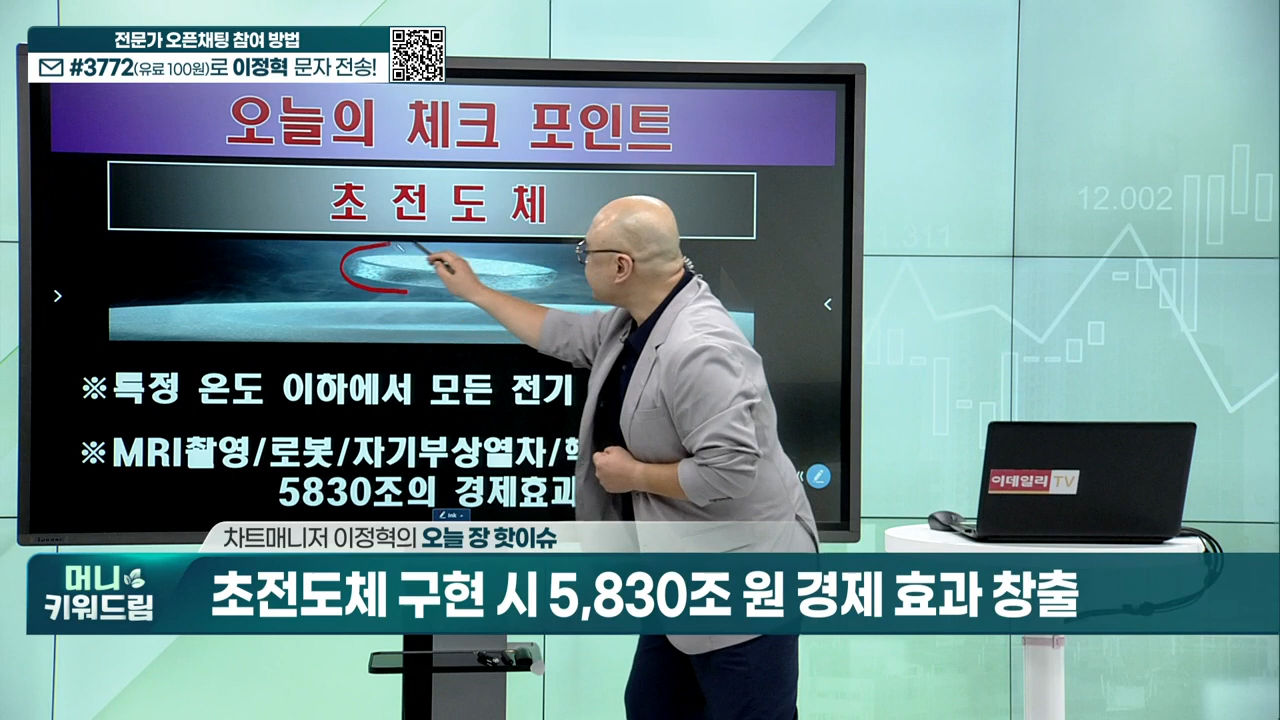 전문가 오픈채팅 참여 방법
#3772(유료 100원)로 이정혁 문자 전송!
오늘의 체크 포인트
초전도체
12.002
1.311
※특정 온도 이하에서 모든 전기
※MRI촬영/로봇/자기부상열차/
5830조의 경제효과
Ink
이데일리TV
차트매니저 이정혁의 오늘 장 핫이슈
머니
키워드림
초전도체 구현 시 5,830조 원 경제 효과 창출